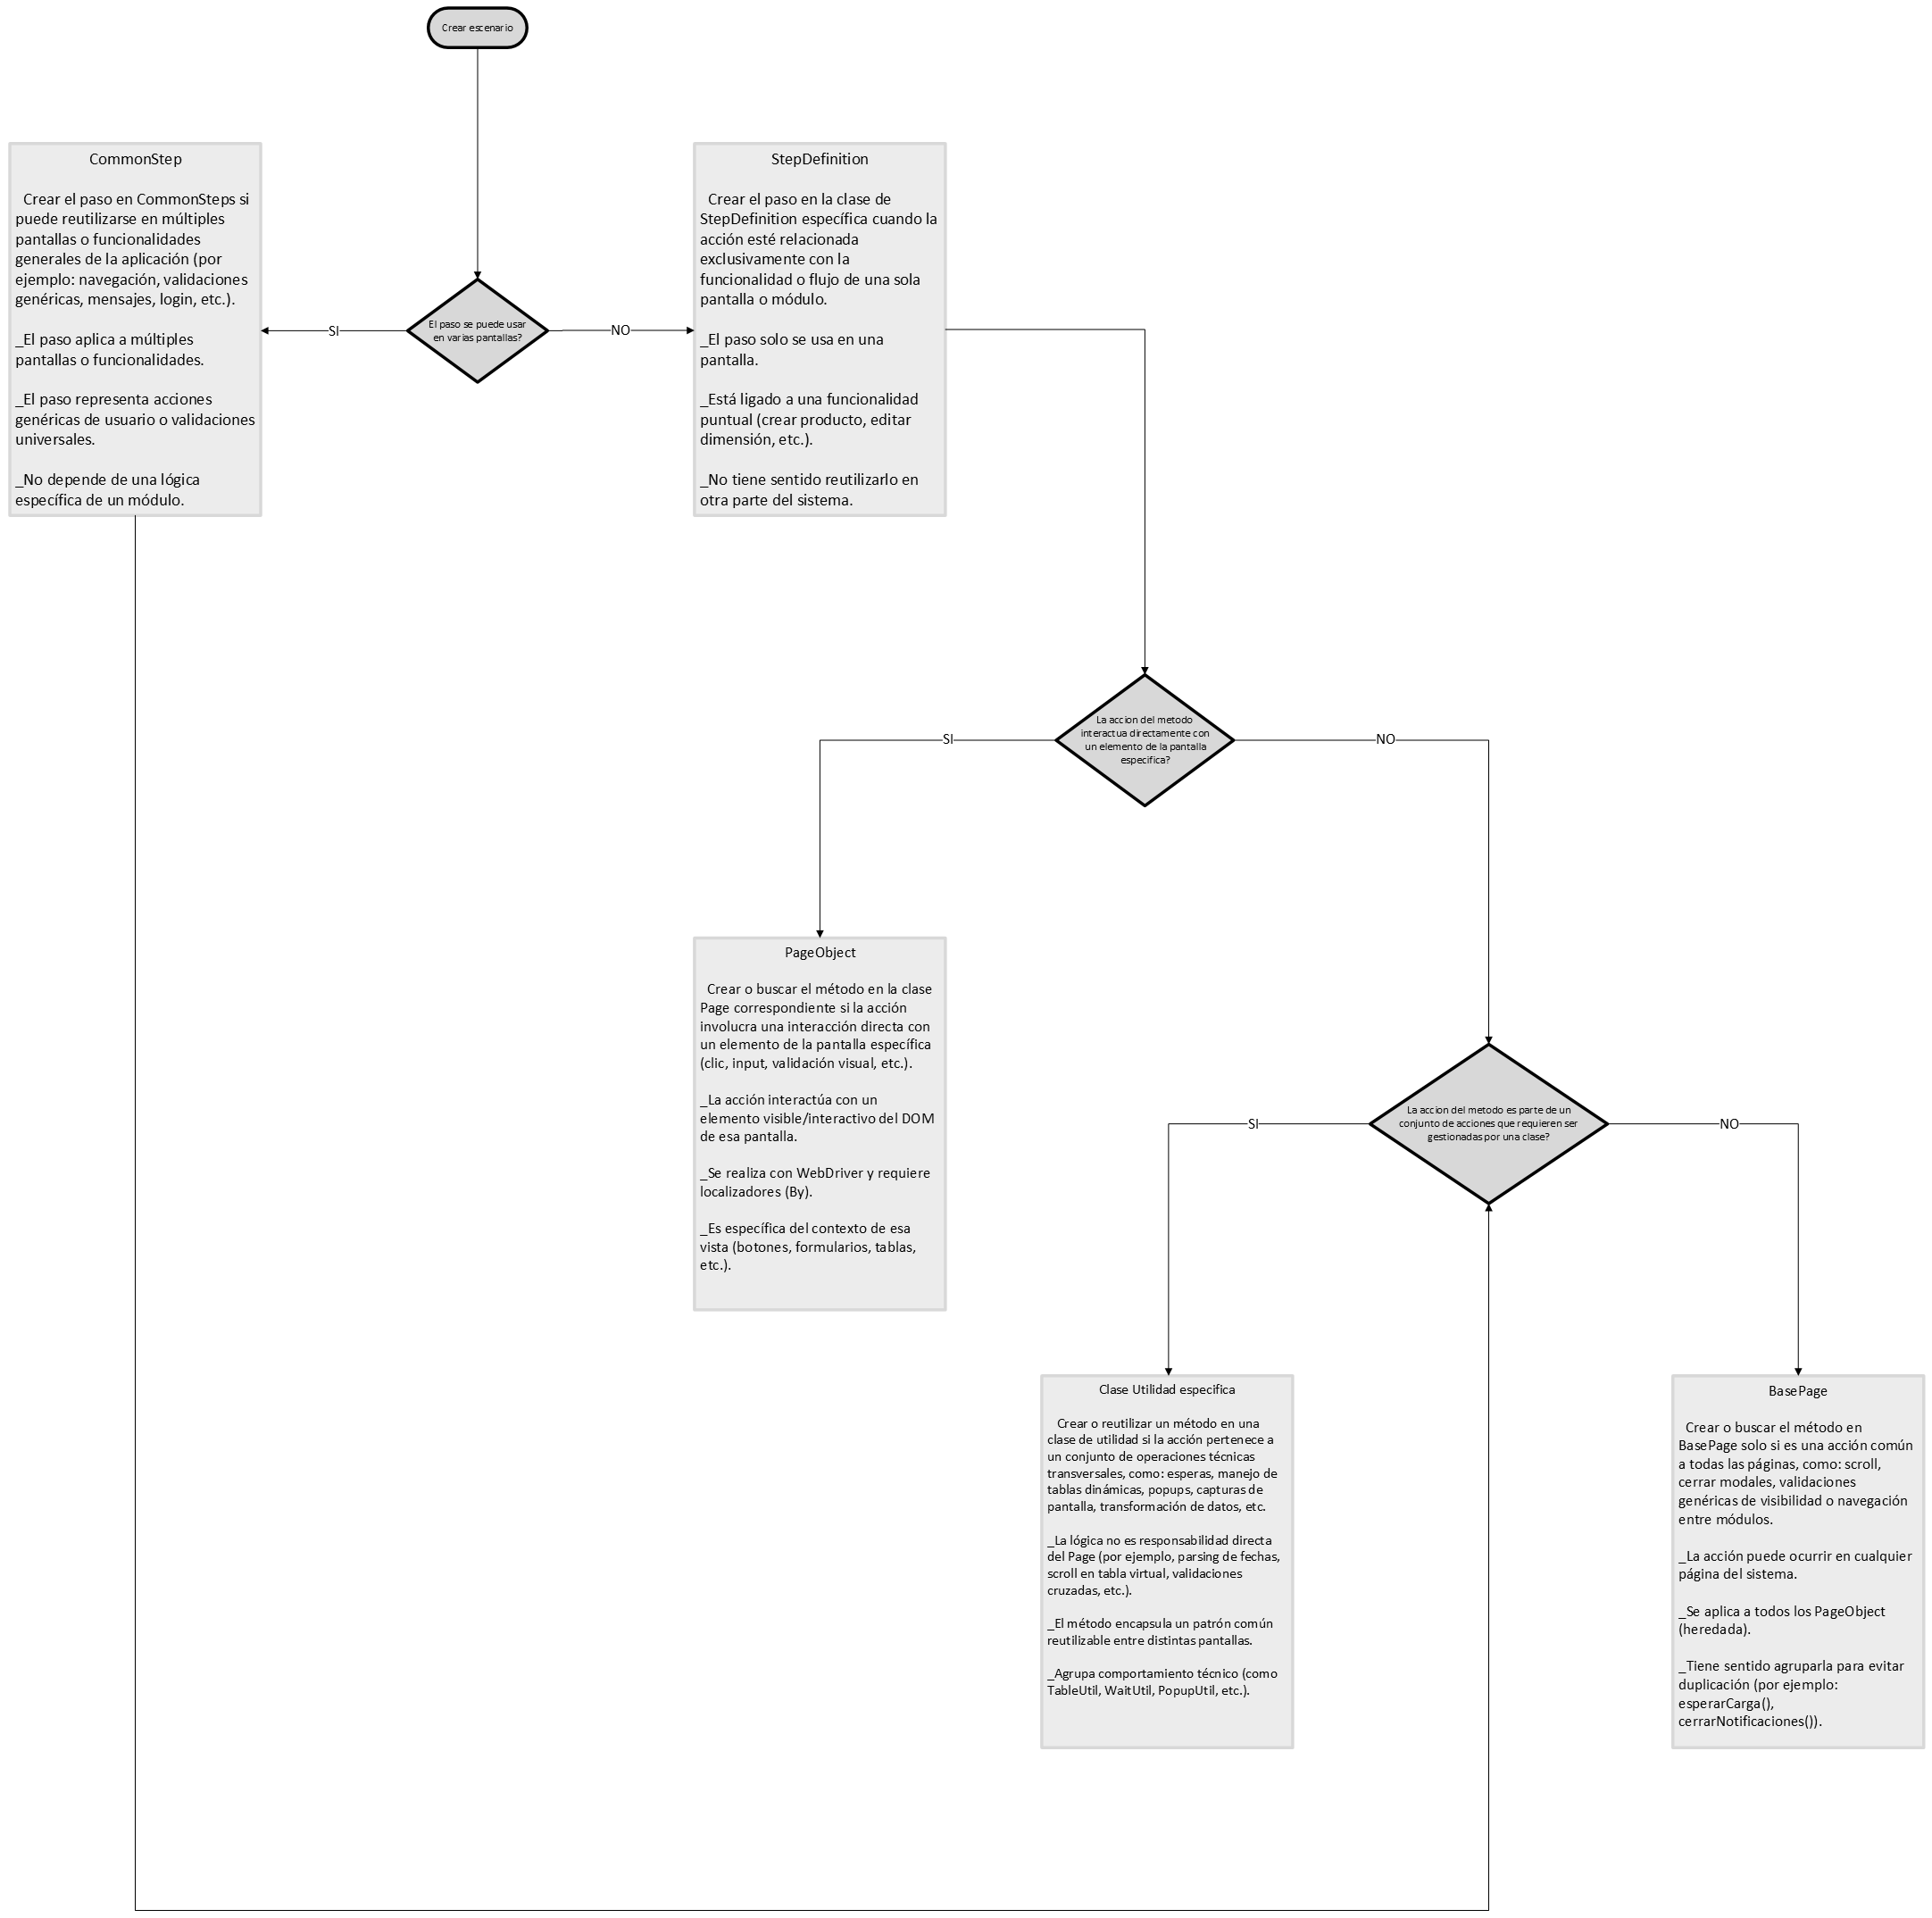 Crear escenario
CommonStep
Crear el paso en CommonSteps si
puede reutilizarse en múltiples
pantallas o funcionalidades
generales de la aplicación (por
ejemplo: navegación, validaciones
genéricas, mensajes, login, etc.).
_El paso aplica a múltiples
pantallas o funcionalidades.
_El paso representa acciones
genéricas de usuario o validaciones
universales.
_No depende de una lógica
específica de un módulo.
SI
El paso se puede usar
en varias pantallas?
NO
StepDefinition
Crear el paso en la clase de
StepDefinition específica cuando la
acción esté relacionada
exclusivamente con la
funcionalidad o flujo de una sola
pantalla o módulo.
_El paso solo se usa en una
pantalla.
_Está ligado a una funcionalidad
puntual (crear producto, editar
dimensión, etc.).
_No tiene sentido reutilizarlo en
otra parte del sistema.
SI
La accion del metodo
interactua directamente con
un elemento de la pantalla
especifica?
NO
PageObject
Crear o buscar el método en la clase
Page correspondiente si la acción
involucra una interacción directa con
un elemento de la pantalla específica
(clic, input, validación visual, etc.).
_La acción interactúa con un
elemento visible/interactivo del DOM
de esa pantalla.
_Se realiza con WebDriver y requiere
localizadores (By).
_Es específica del contexto de esa
vista (botones, formularios, tablas,
etc.).
SI
La accion del metodo es parte de un
conjunto de acciones que requieren ser
gestionadas por una clase?
NO
Clase Utilidad especifica
Crear o reutilizar un método en una
clase de utilidad si la acción pertenece a
un conjunto de operaciones técnicas
transversales, como: esperas, manejo de
tablas dinámicas, popups, capturas de
pantalla, transformación de datos, etc.
_La lógica no es responsabilidad directa
del Page (por ejemplo, parsing de fechas,
scroll en tabla virtual, validaciones
cruzadas, etc.).
_El método encapsula un patrón común
reutilizable entre distintas pantallas.
_Agrupa comportamiento técnico (como
TableUtil, WaitUtil, PopupUtil, etc.).
BasePage
Crear o buscar el método en
BasePage solo si es una acción común
a todas las páginas, como: scroll,
cerrar modales, validaciones
genéricas de visibilidad o navegación
entre módulos.
_La acción puede ocurrir en cualquier
página del sistema.
_Se aplica a todos los PageObject
(heredada).
_Tiene sentido agruparla para evitar
duplicación (por ejemplo:
esperarCarga(),
cerrarNotificaciones()).